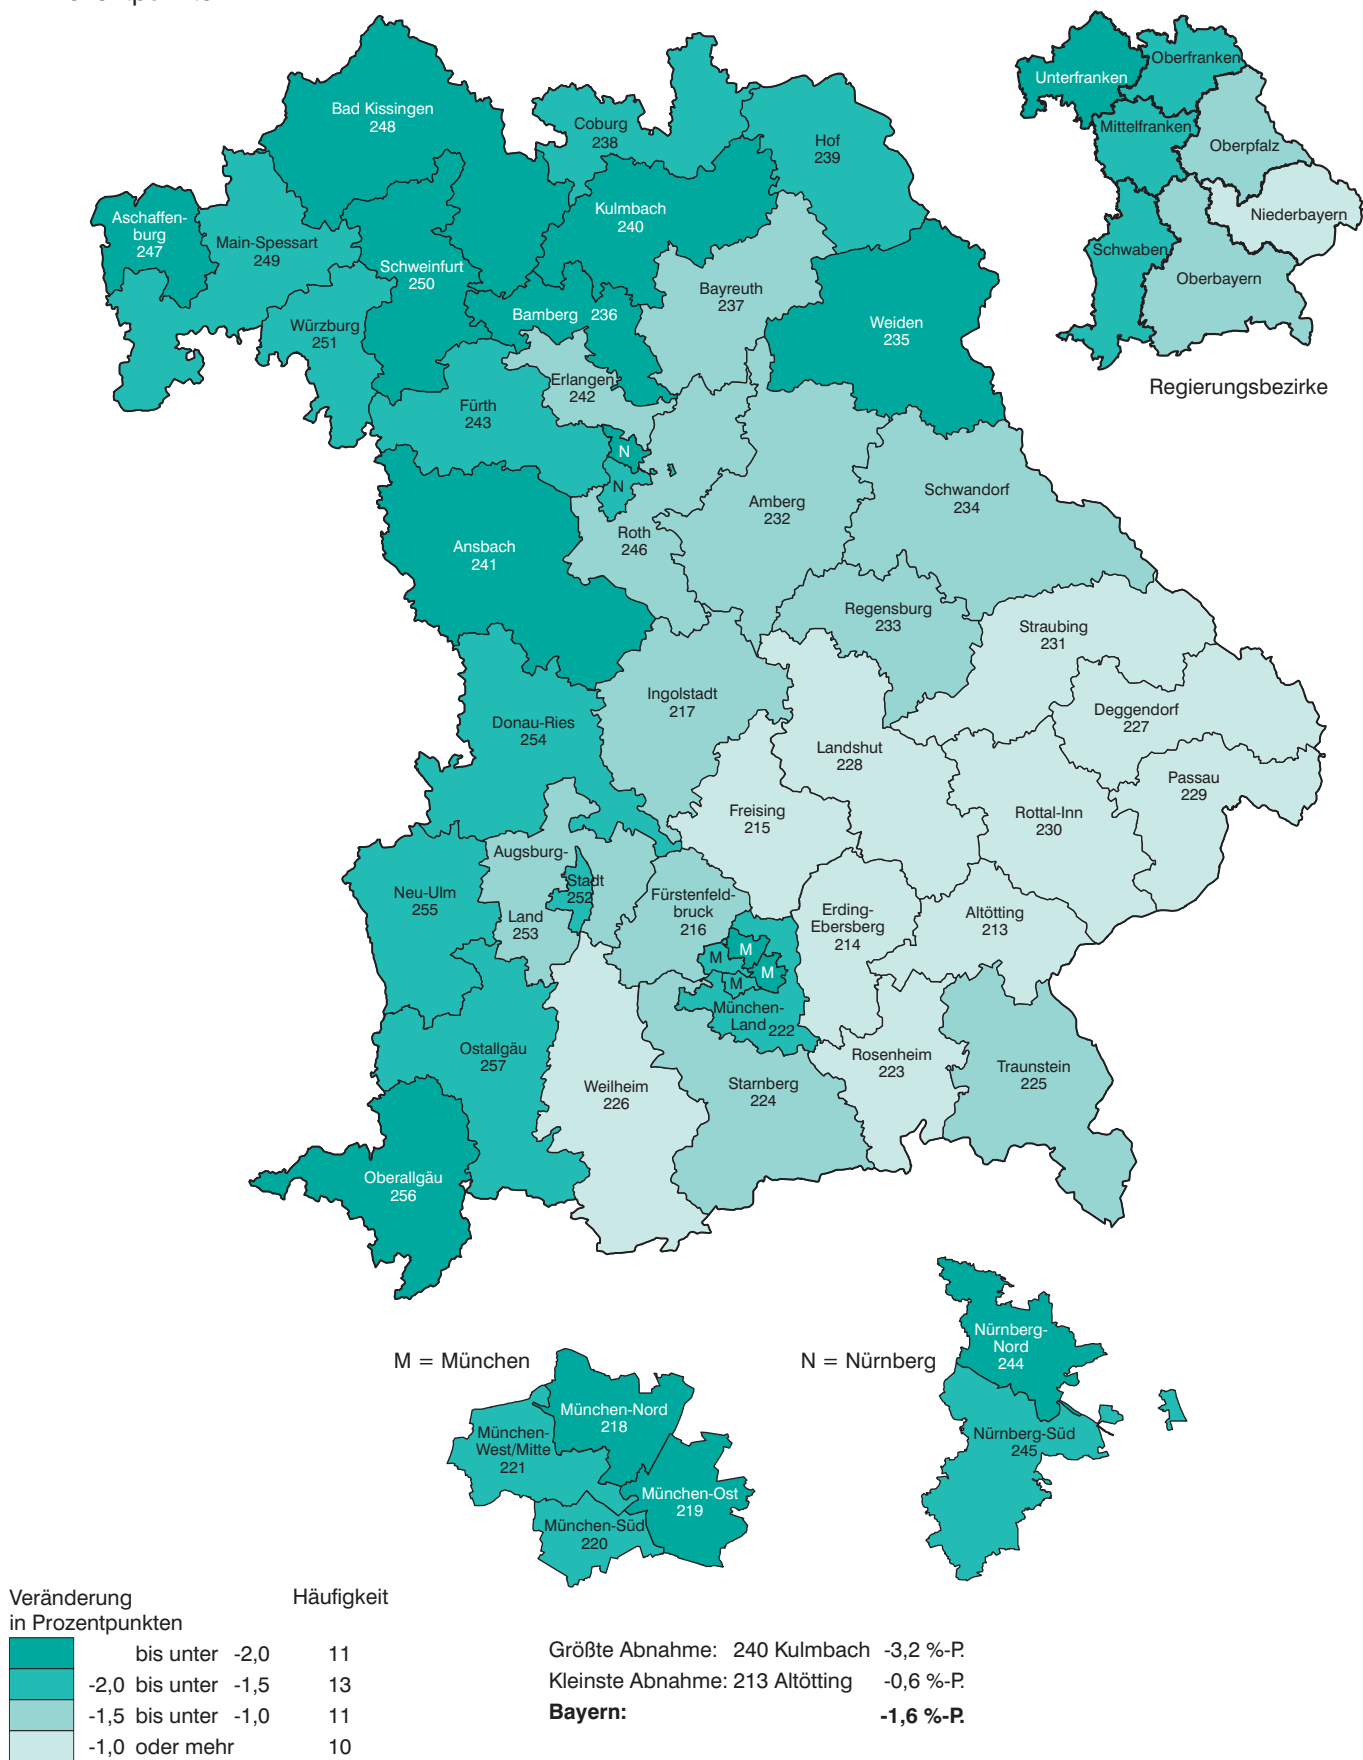 Bad Kissingen
248
Coburg
238
Hof
239
Aschaffen-
burg
247
Main-Spessart
249
Schweinfurt
250
Kulmbach
240
Bayreuth
237
Würzburg
251
Bamberg 236
Weiden
235
Erlangen
242
Fürth
243
N
N
Schwandorf
234
Amberg
232
Roth
246
Ansbach
241
Regensburg
233
Straubing
231
Ingolstadt
217
Deggendorf
227
Donau-Ries
254
Landshut
228
Passau
229
Freising
215
Rottal-Inn
230
Augsburg-
Stadt
252
Land
253
Neu-Ulm
255
Fürstenfeld-
bruck
216
Erding-
Ebersberg
214
Altötting
213
M
M
M
M
München-
Land 222
Ostallgäu
257
Weilheim
226
Starnberg
224
Rosenheim
223
Traunstein
225
Oberallgäu
256
Unterfranken
Oberfranken
Mittelfranken
Oberpfalz
Niederbayern
Schwaben
Oberbayern
Regierungsbezirke
M = München
München-Nord
218
München-
West/Mitte
221
München-Ost
219
München-Süd
220
N = Nürnberg
Nürnberg-
Nord
244
Nürnberg-Süd
245
Veränderung Häufigkeit
in Prozentpunkten
bis unter -2,0 11
-2,0 bis unter -1,5 13
-1,5 bis unter -1,0 11
-1,0 oder mehr 10
Größte Abnahme: 240 Kulmbach -3,2 %-P.
Kleinste Abnahme: 213 Altötting -0,6 %-P.
Bayern: -1,6 %-P.